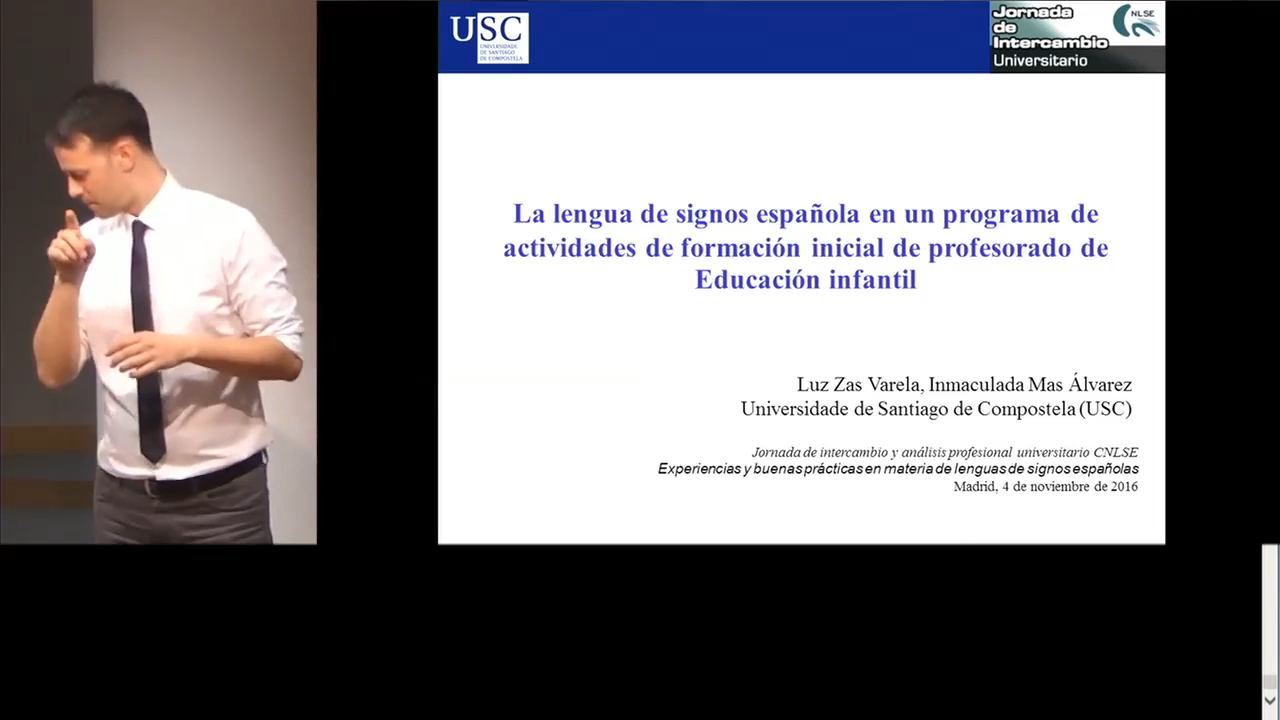 USC
UNIVERSIDADE
DE SANTIAGO
DE COMPOSTELA
Jornada
de
Intercambio
Universitario
CNLSE
La lengua de signos española en un programa de
actividades de formación inicial de profesorado de
Educación infantil
Luz Zas Varela, Inmaculada Mas Álvarez
Universidade de Santiago de Compostela (USC)
Jornada de intercambio y análisis profesional universitario CNLSE
Experiencias y buenas prácticas en materia de lenguas de signos españolas
Madrid, 4 de noviembre de 2016